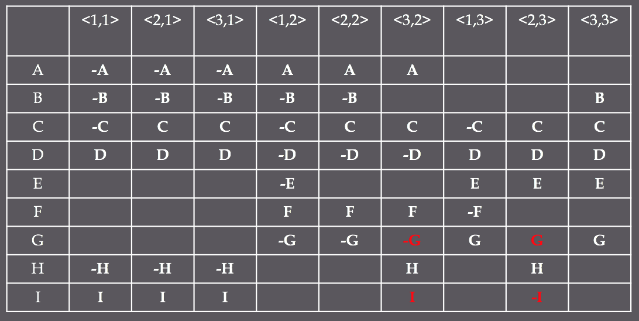 <1,1> <2,1> <3,1> <1,2> <2,2> <3,2> <1,3> <2,3> <3,3>
A -A -A -A A A A
B -B -B -B -B -B B
C -C C C -C C C -C C C
D D D D -D -D -D D D D
E -E E E E
F F F F -F
G -G -G -G G G G
H -H -H -H H H
I I I I I -I